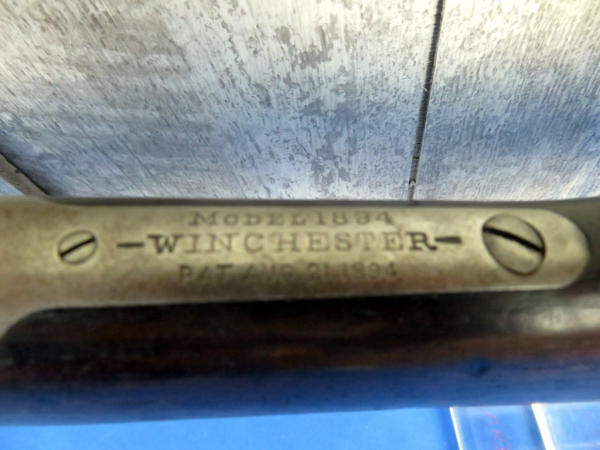 MODEL 1894
-WINCHESTER-
PAT. AUG. 21. 1894